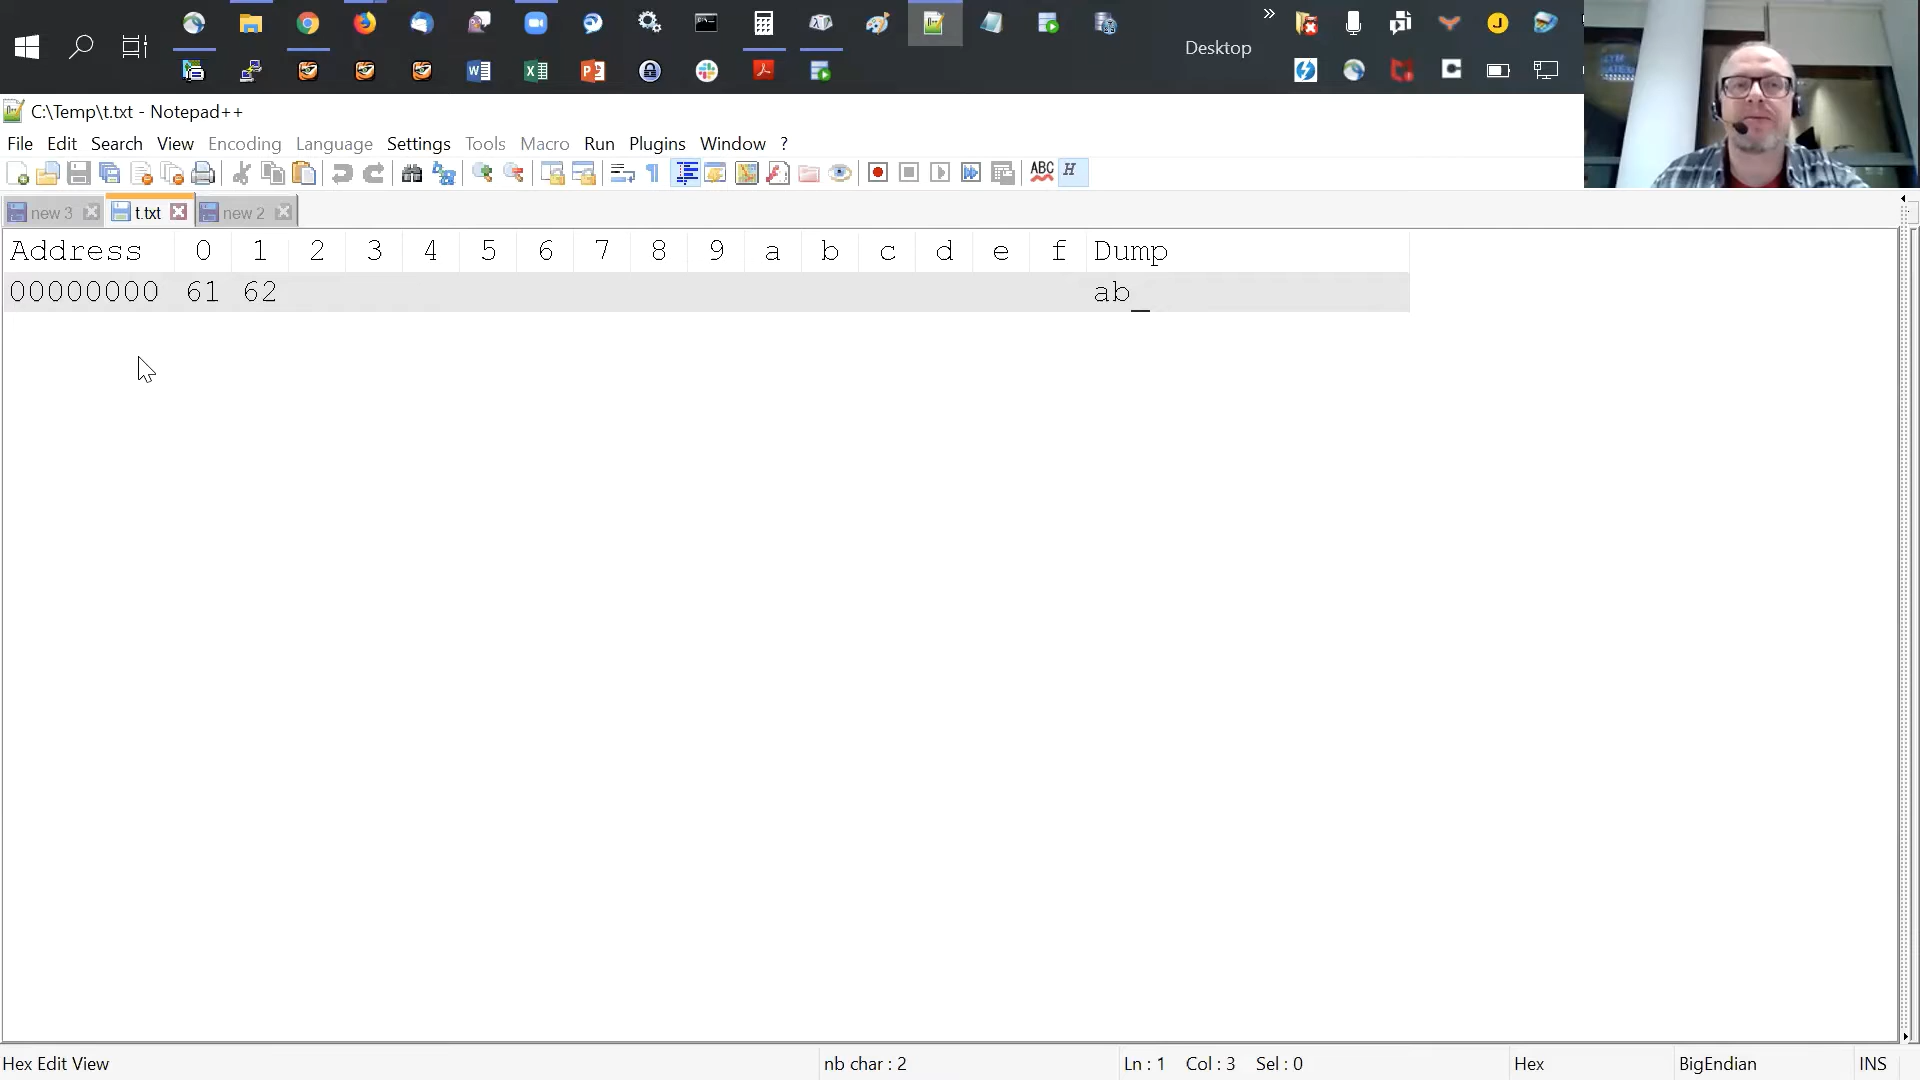 »
Desktop
C:\Temp\t.txt - Notepad++
File Edit Search View Encoding Language Settings Tools Macro Run Plugins Window ?
ABC H
new 3 t.txt new 2
Address 0 1 2 3 4 5 6 7 8 9 a b c d e f Dump
00000000 61 62 ab_
Hex Edit View nb char : 2 Ln : 1 Col : 3 Sel : 0 Hex BigEndian INS